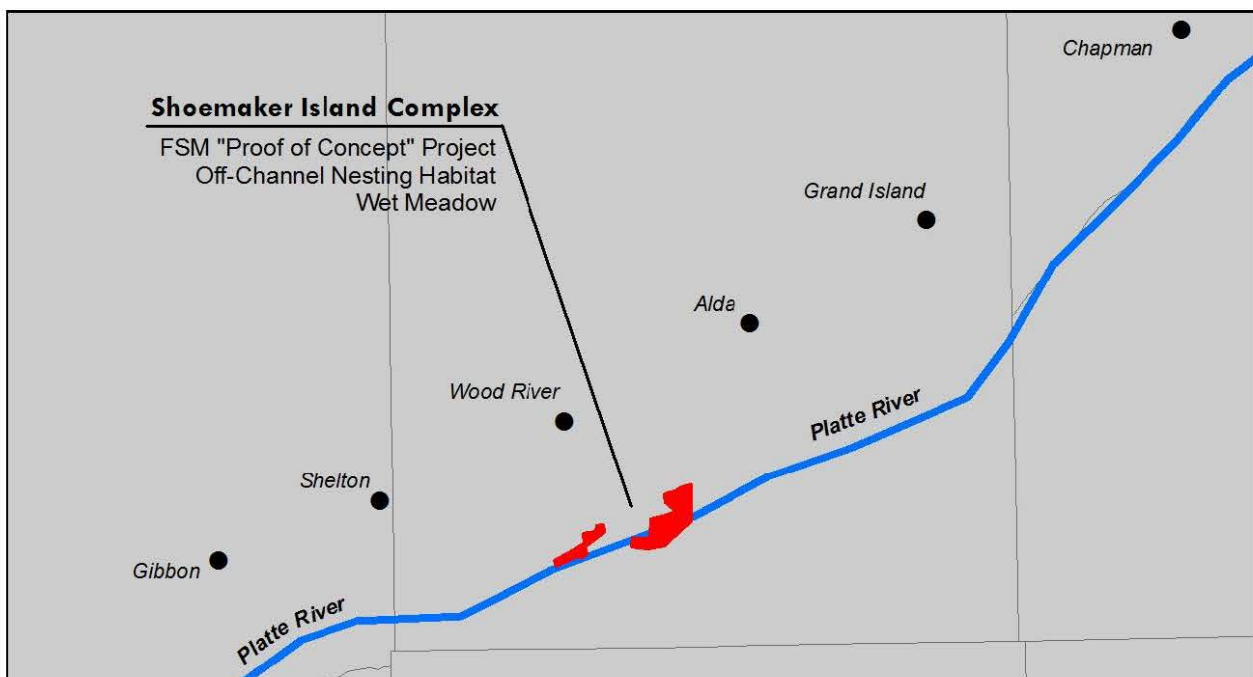 Chapman
Shoemaker Island Complex
FSM "Proof of Concept" Project
Off-Channel Nesting Habitat
Wet Meadow
Grand Island
Alda
Wood River
Platte River
Shelton
Gibbon
Platte River